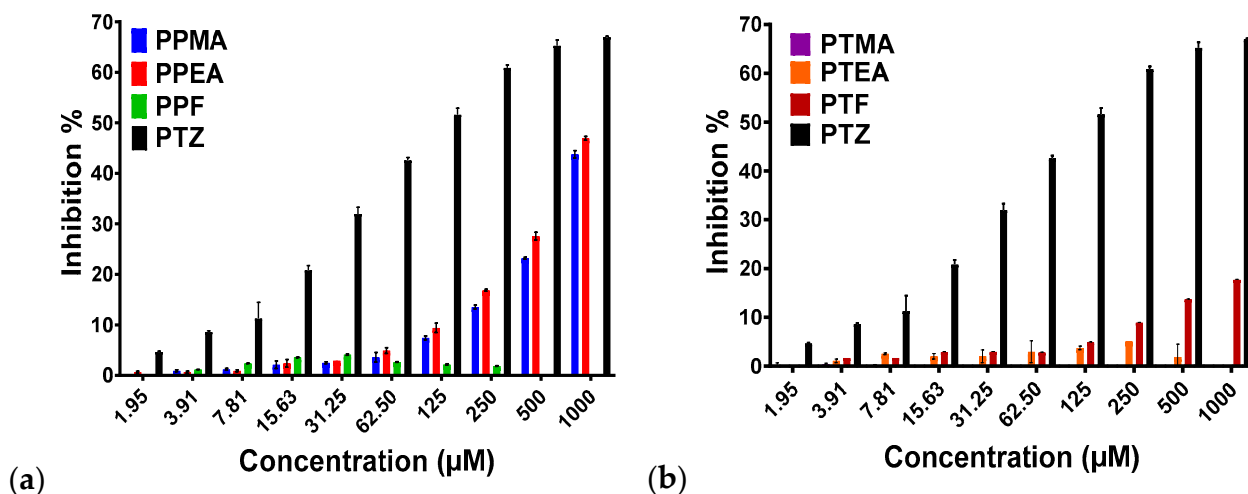 70
60
50
40
30
20
10
0
Inhibition %
PPMA
PPEA
PPF
PTZ
1.95
3.91
7.81
15.63
31.25
62.50
125
250
500
1000
Concentration (µM)
(a)
70
60
50
40
30
20
10
0
Inhibition %
PTMA
PTEA
PTF
PTZ
1.95
3.91
7.81
15.63
31.25
62.50
125
250
500
1000
Concentration (µM)
(b)